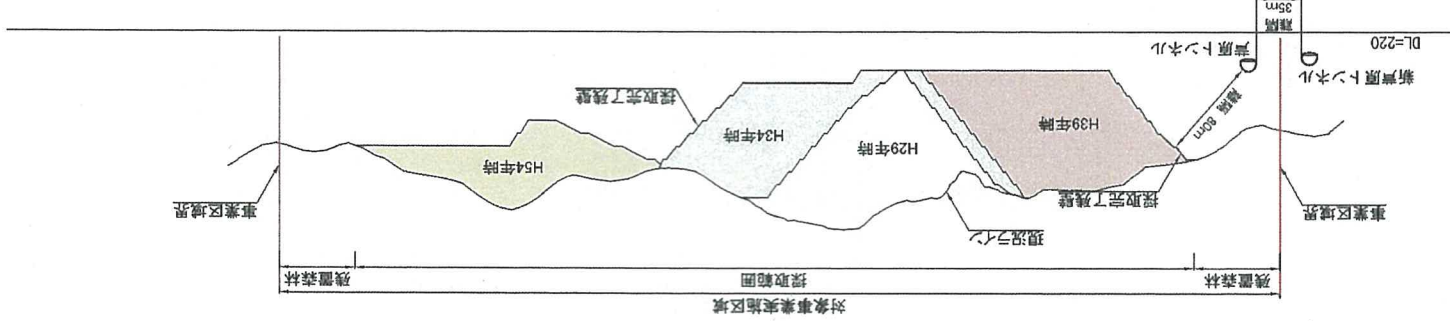 対象事業実施区域
残置森林 採取範囲 残置森林
事業区域界 現況ライン 事業区域界
採取完了残壁
H39年時 H29年時 H34年時 H54年時
離隔 80m
採取完了残壁
新芦原トンネル 芦原トンネル
DL=220
離隔
35m